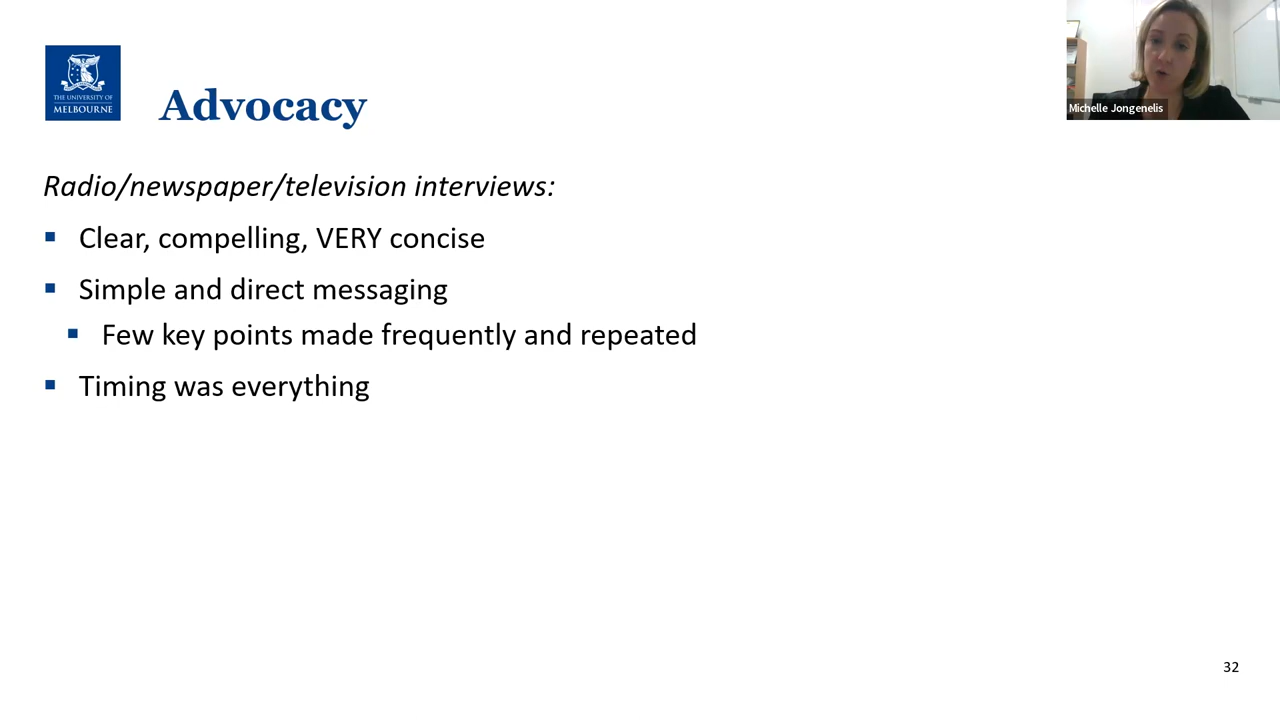 THE UNIVERSITY OF
MELBOURNE
Advocacy
Michelle Jongenelis
Radio/newspaper/television interviews:
▪ Clear, compelling, VERY concise
▪ Simple and direct messaging
▪ Few key points made frequently and repeated
▪ Timing was everything
32